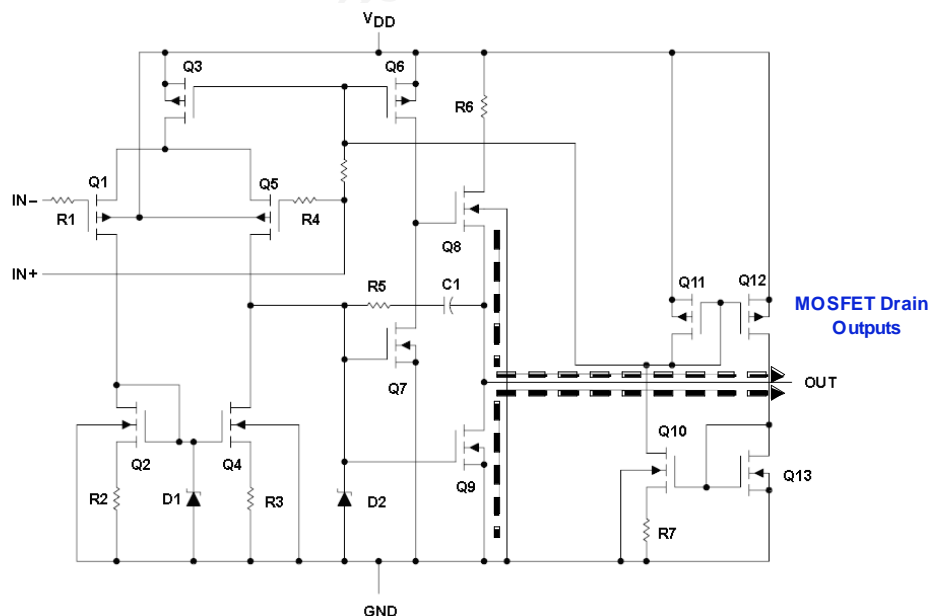 VDD
Q3
Q6
R6
Q1
Q5
IN–
R1
R4
Q8
IN+
R5
C1
Q11
Q12
MOSFET Drain
Outputs
Q7
OUT
Q10
Q2
Q4
Q9
Q13
R2
D1
R3
D2
R7
GND